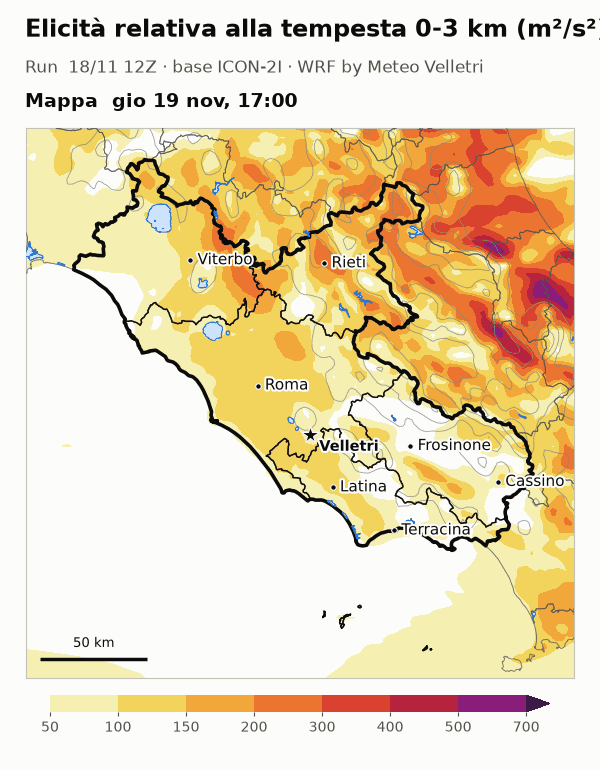 Elicità relativa alla tempesta 0-3 km (m²/s²)
Run 18/11 12Z · base ICON-2I · WRF by Meteo Velletri
Mappa gio 19 nov, 17:00
Viterbo
Rieti
Roma
Velletri
Frosinone
Cassino
Latina
Terracina
50 km
50 100 150 200 300 400 500 700